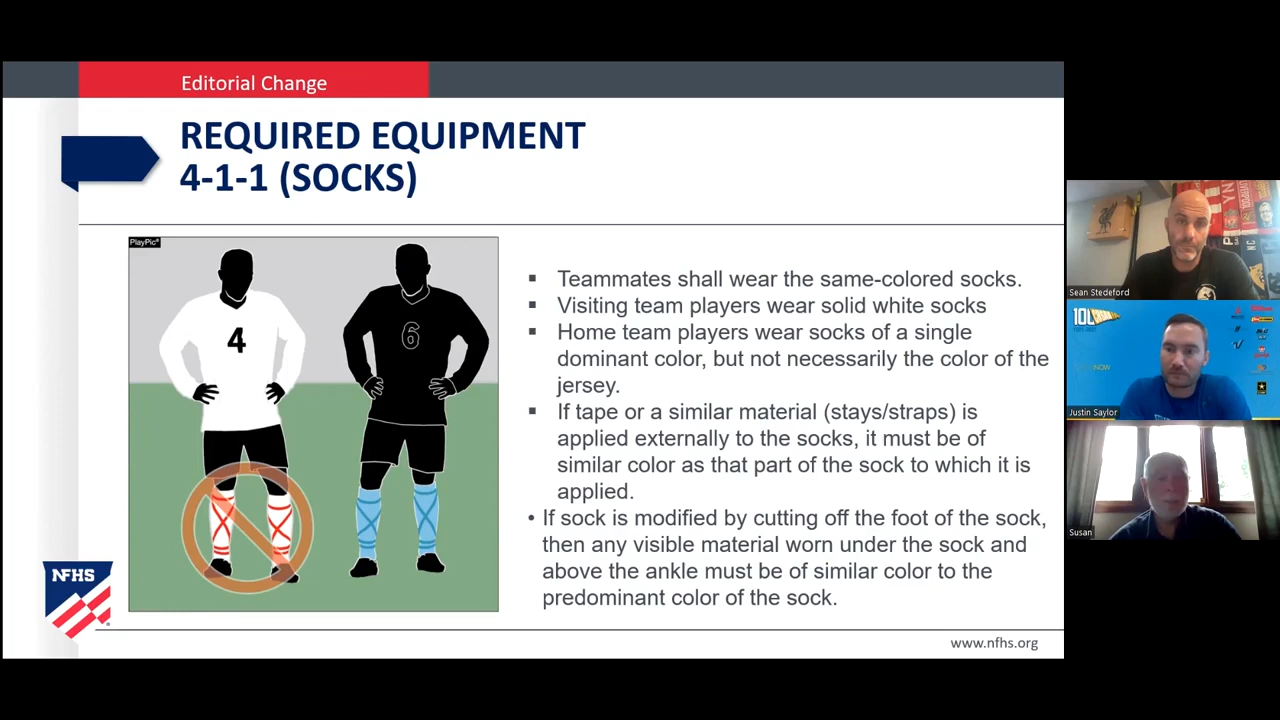 Editorial Change
REQUIRED EQUIPMENT
4-1-1 (SOCKS)
PlayPic®
4
6
Teammates shall wear the same-colored socks.
Visiting team players wear solid white socks
Home team players wear socks of a single
dominant color, but not necessarily the color of the
jersey.
If tape or a similar material (stays/straps) is
applied externally to the socks, it must be of
similar color as that part of the sock to which it is
applied.
• If sock is modified by cutting off the foot of the sock,
then any visible material worn under the sock and
above the ankle must be of similar color to the
predominant color of the sock.
NFHS
www.nfhs.org
Sean Stedeford
Justin Saylor
Susan